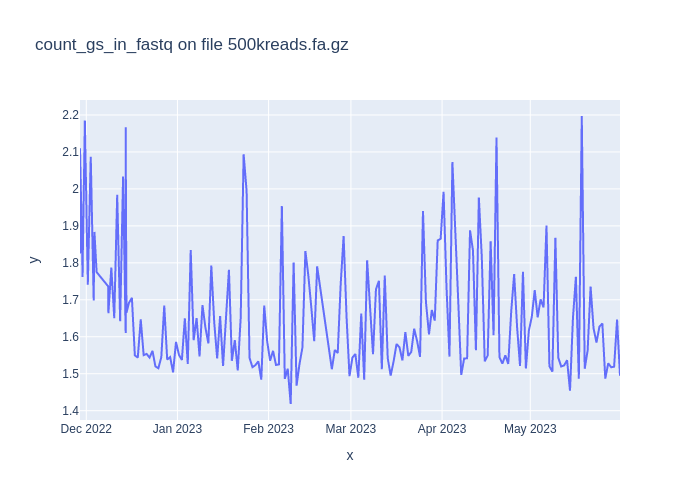 count_gs_in_fastq on file 500kreads.fa.gz
2.2
2.1
2
1.9
1.8
1.7
1.6
1.5
1.4
y
Dec 2022 Jan 2023 Feb 2023 Mar 2023 Apr 2023 May 2023
x